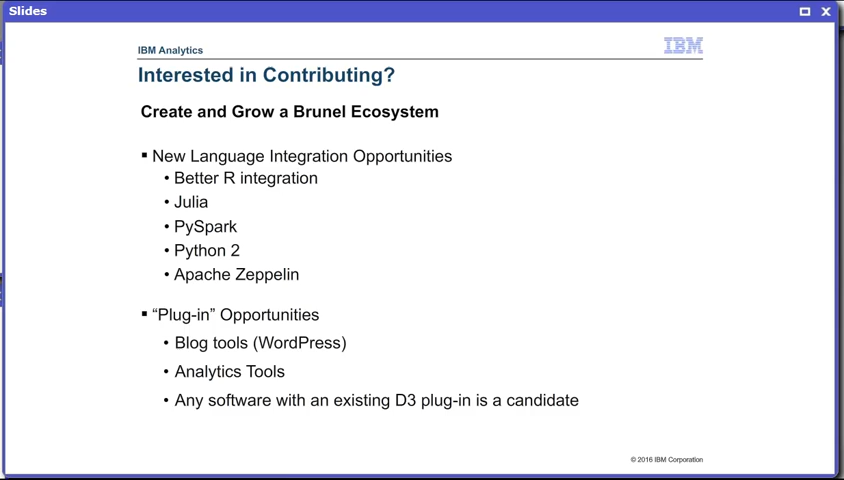 Slides
IBM Analytics
IBM
Interested in Contributing?
Create and Grow a Brunel Ecosystem
▪ New Language Integration Opportunities
• Better R integration
• Julia
• PySpark
• Python 2
• Apache Zeppelin
▪ “Plug-in” Opportunities
• Blog tools (WordPress)
• Analytics Tools
• Any software with an existing D3 plug-in is a candidate
© 2016 IBM Corporation